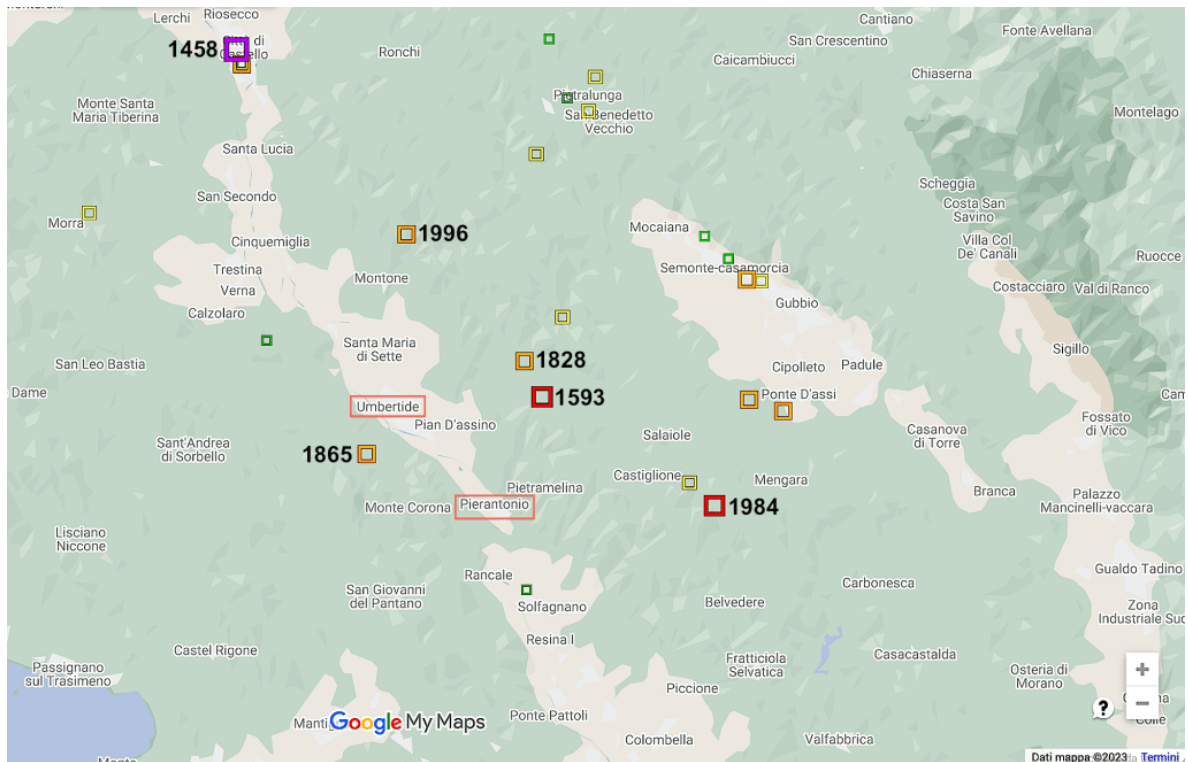 Lerchi
Riosecco
Cantiano
Fonte Avellana
1458
di
Castello
Ronchi
San Crescentino
Caicambiucci
Chiaserna
Monte Santa
Maria Tiberina
Pietralunga
San Benedetto
Vecchio
Montelago
Santa Lucia
San Secondo
Scheggia
Costa San
Savino
Morra
1996
Mocaiana
Cinquemiglia
Villa Col
De' Canali
Ruocce
Trestina
Verna
Montone
Semonte-casamorcia
Costacciaro
Val di Ranco
Calzolaro
Gubbio
Santa Maria
di Sette
Sigillo
San Leo Bastia
1828
Cipolleto
Padule
Dame
1593
Ponte D'assi
Cam
Umbertide
Pian D'assino
Fossato
di Vico
Sant'Andrea
di Sorbello
1865
Salaiole
Casanova
di Torre
Castiglione
Mengara
Pietramelina
Branca
Monte Corona
Pierantonio
1984
Palazzo
Mancinelli-vaccara
Lisciano
Niccone
Gualdo Tadino
Rancale
San Giovanni
del Pantano
Solfagnano
Carbonesca
Belvedere
Zona
Industriale Suc
Resina I
Castel Rigone
Passignano
sul Trasimeno
Fratticiola
Selvatica
Casacastalda
Osteria di
Morano
Piccione
Google My Maps
Ponte Pattoli
Colombella
Valfabbrica
Colle
Dati mappa ©2023
Termini